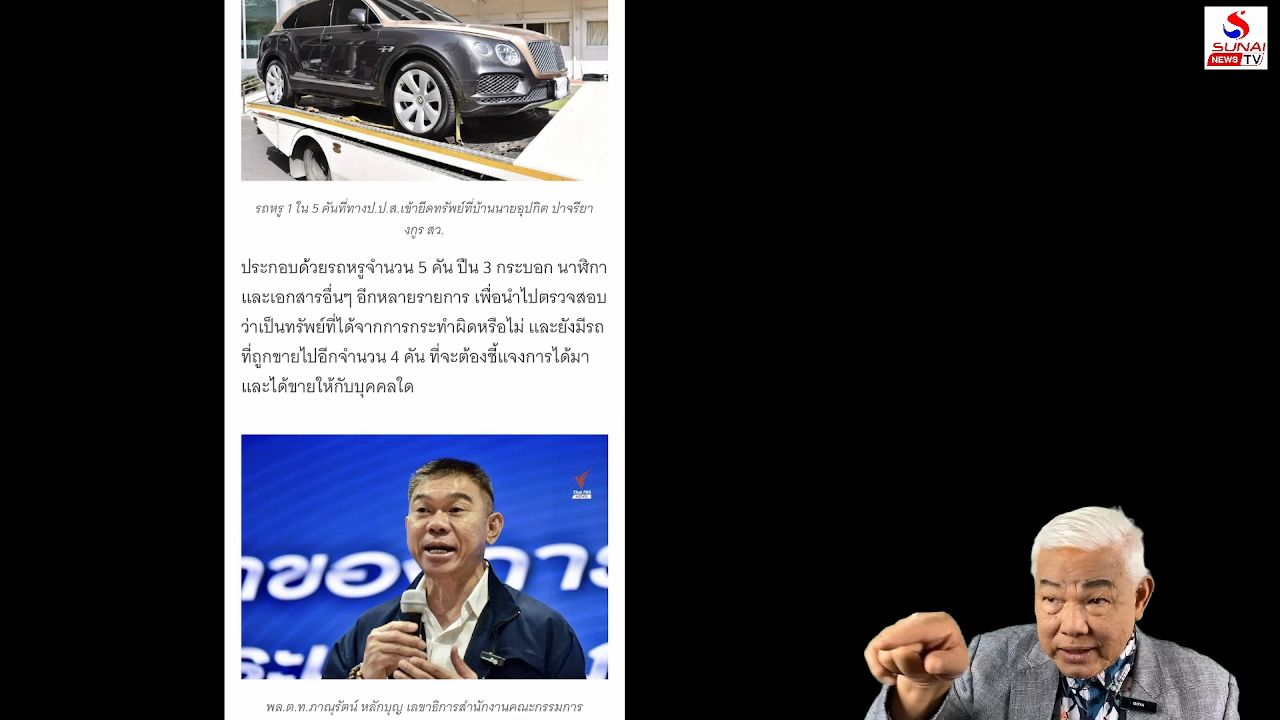 SUNAI
NEWS TV
รถหรู 1 ใน 5 คันที่ทางป.ป.ส.เข้ายึดทรัพย์ที่บ้านนายอุปกิต ปาจรียา
งกูร สว.
ประกอบด้วยรถหรูจำนวน 5 คัน ปืน 3 กระบอก นาฬิกา
และเอกสารอื่นๆ อีกหลายรายการ เพื่อนำไปตรวจสอบ
ว่าเป็นทรัพย์ที่ได้จากการกระทำผิดหรือไม่ และยังมีรถ
ที่ถูกขายไปอีกจำนวน 4 คัน ที่จะต้องชี้แจงการได้มา
และได้ขายให้กับบุคคลใด
Thai PBS
NEWS
ของ การ
พล.ต.ท.ภาณุรัตน์ หลักบุญ เลขาธิการสำนักงานคณะกรรมการ